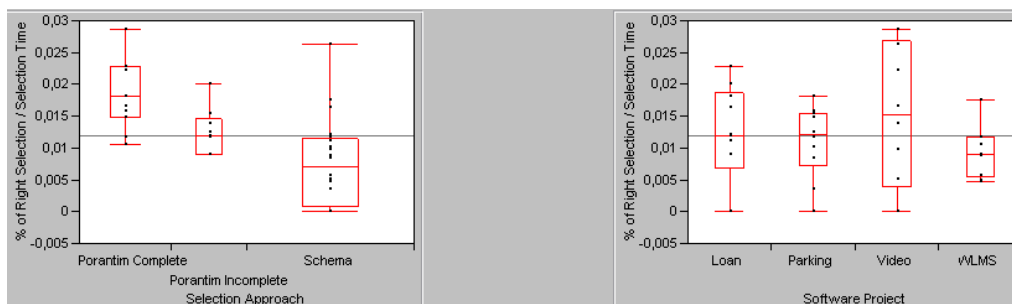 % of Right Selection / Selection Time
0,03
0,025
0,02
0,015
0,01
0,005
0
-0,005
Porantim Complete
Schema
Porantim Incomplete
Selection Approach
% of Right Selection / Selection Time
0,03
0,025
0,02
0,015
0,01
0,005
0
-0,005
Loan
Parking
Video
WLMS
Software Project